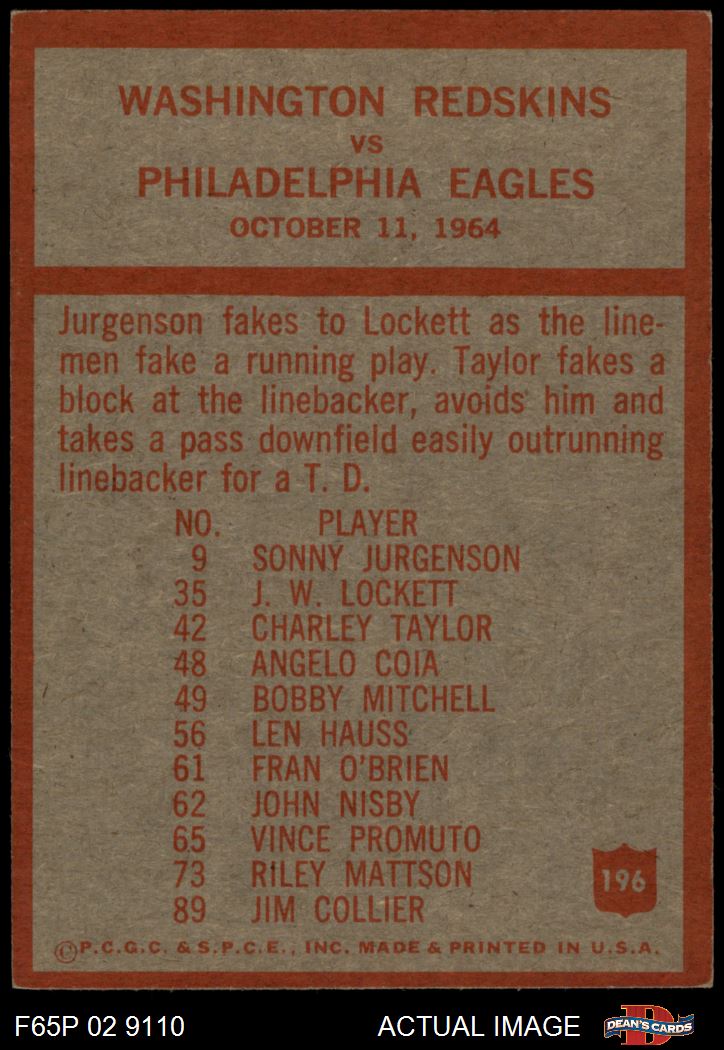 WASHINGTON REDSKINS
VS
PHILADELPHIA EAGLES
OCTOBER 11, 1964
Jurgenson fakes to Lockett as the line-
men fake a running play. Taylor fakes a
block at the linebacker, avoids him and
takes a pass downfield easily outrunning
linebacker for a T. D.
NO. PLAYER
9 SONNY JURGENSON
35 J. W. LOCKETT
42 CHARLEY TAYLOR
48 ANGELO COIA
49 BOBBY MITCHELL
56 LEN HAUSS
61 FRAN O'BRIEN
62 JOHN NISBY
65 VINCE PROMUTO
73 RILEY MATTSON
89 JIM COLLIER
196
©P.C.G.C. & S.P.C.E., INC. MADE & PRINTED IN U.S.A.
F65P 02 9110 ACTUAL IMAGE D DEAN'S CARDS